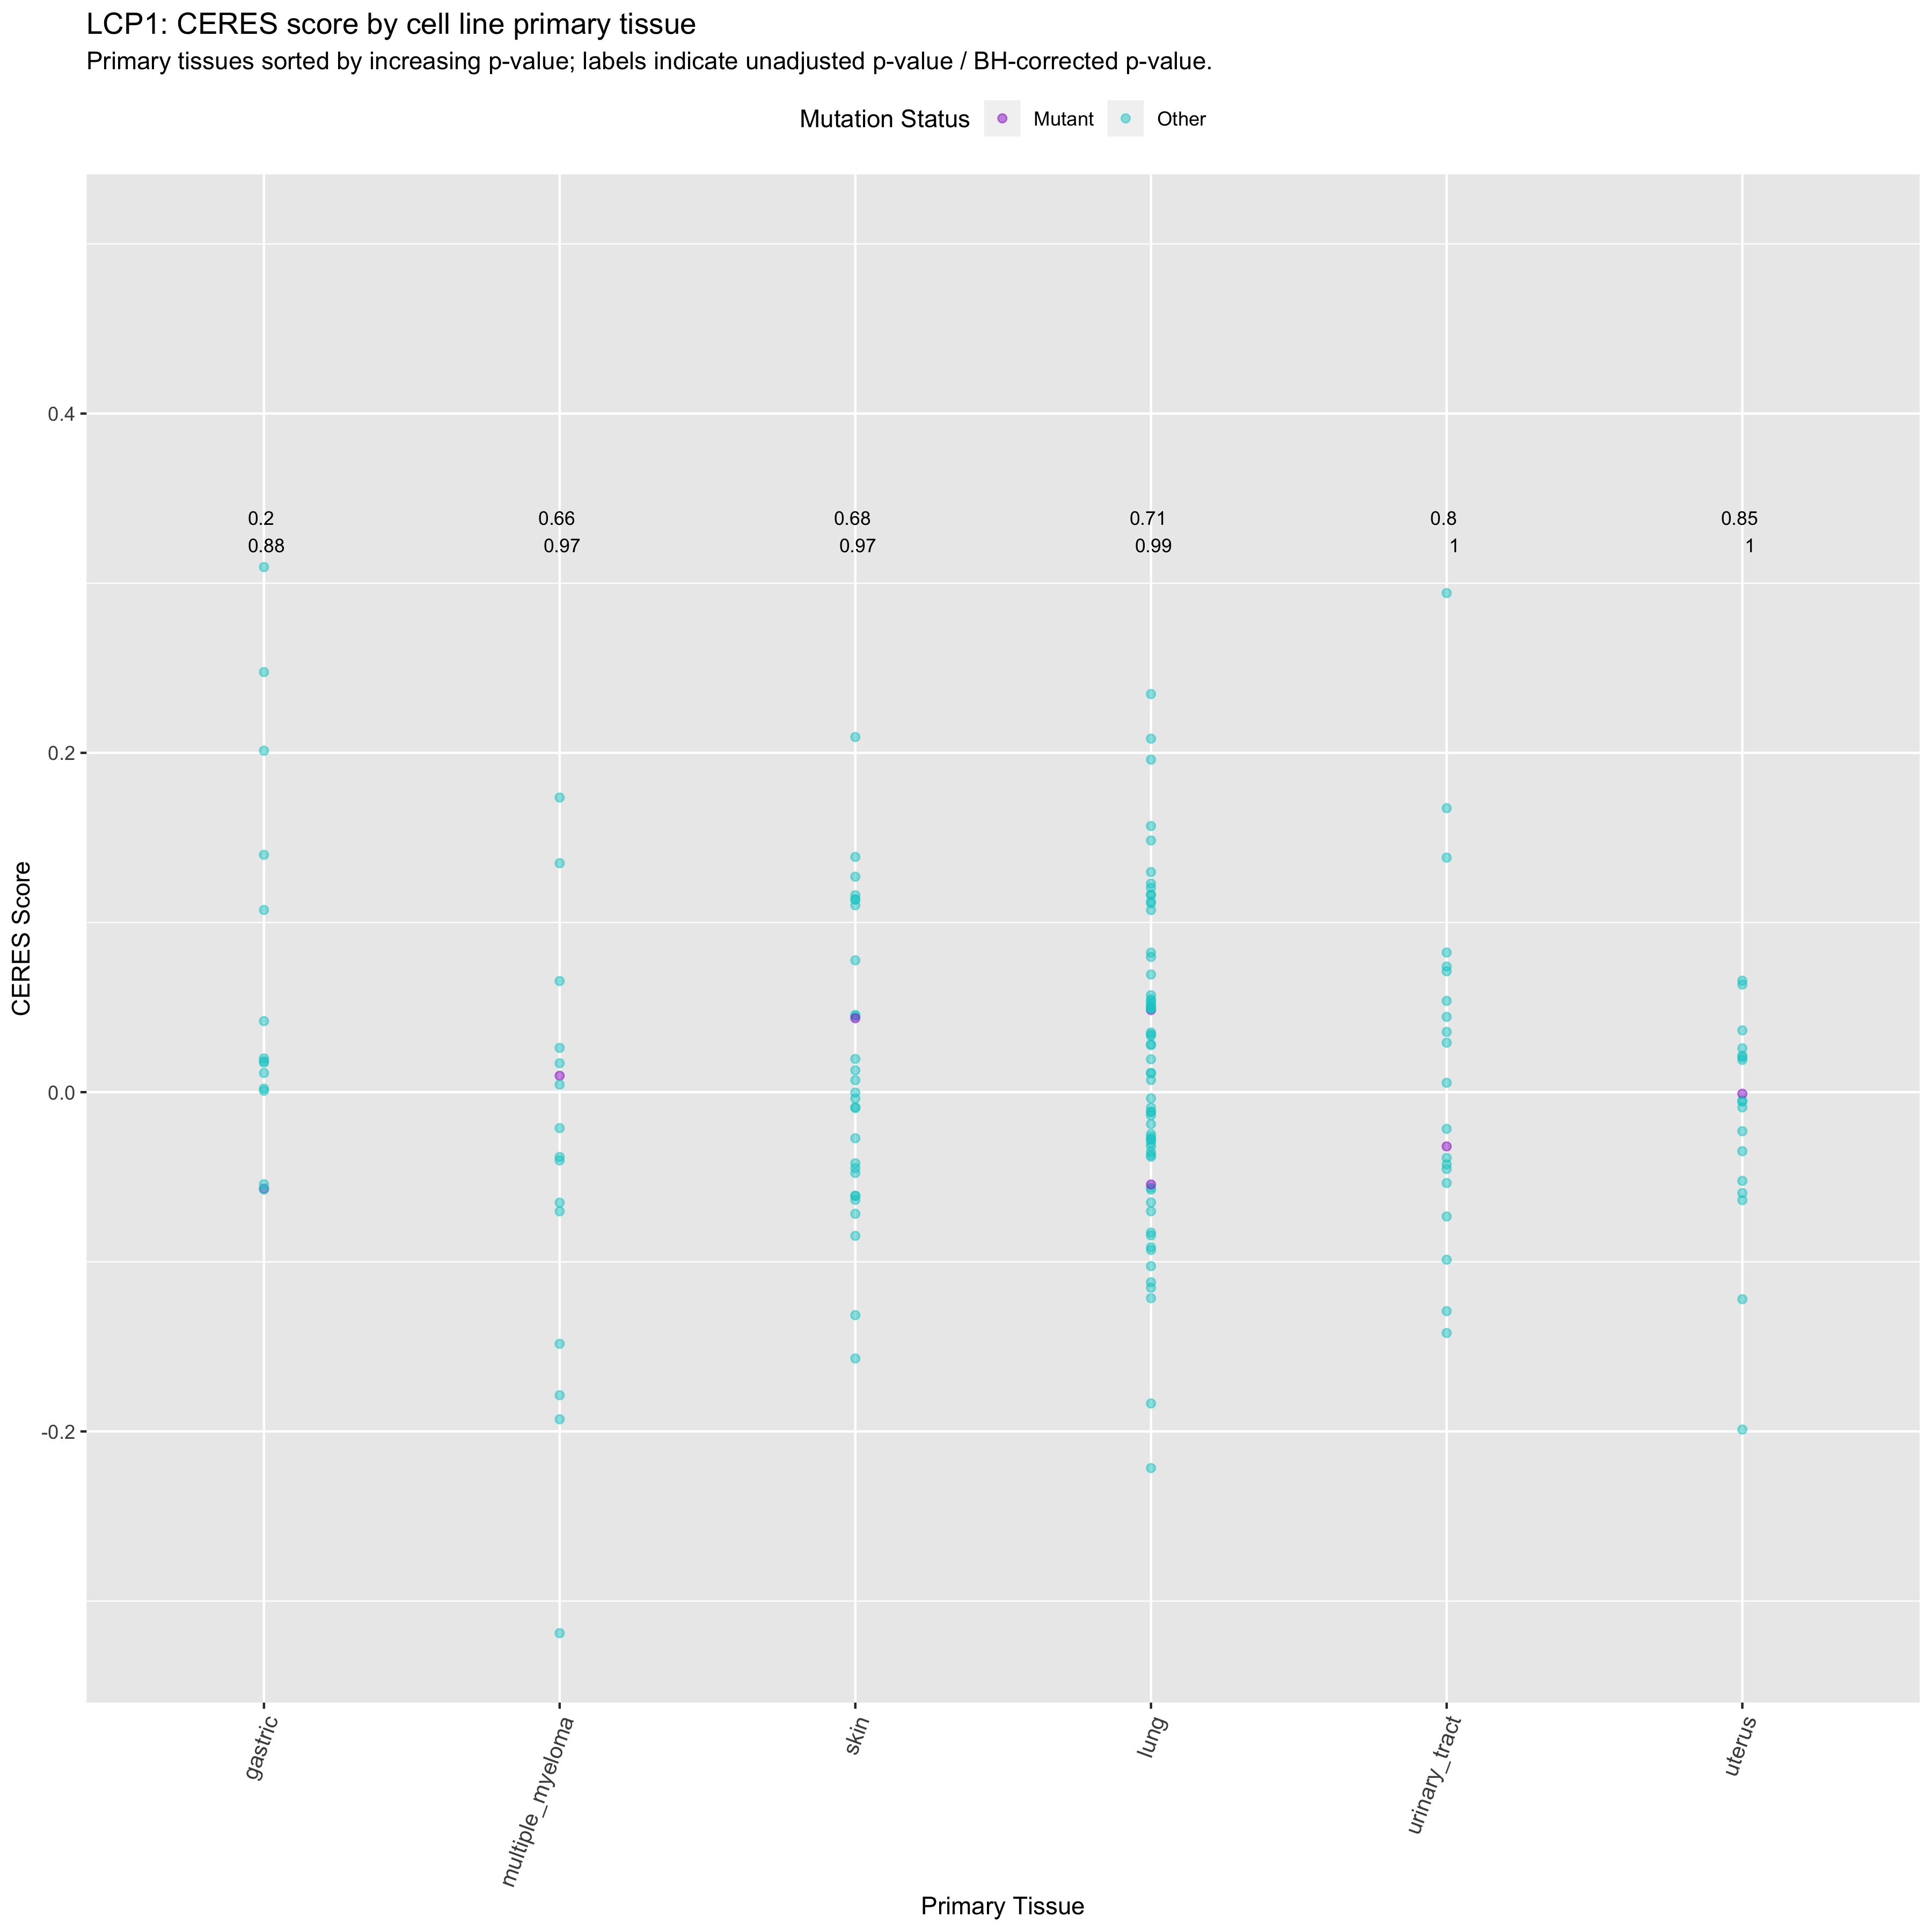 LCP1: CERES score by cell line primary tissue
Primary tissues sorted by increasing p-value; labels indicate unadjusted p-value / BH-corrected p-value.
Mutation Status Mutant Other
0.4
0.2 0.66 0.68 0.71 0.8 0.85
0.88 0.97 0.97 0.99 1 1
0.2
CERES Score
0.0
-0.2
gastric multiple_myeloma skin lung urinary_tract uterus
Primary Tissue